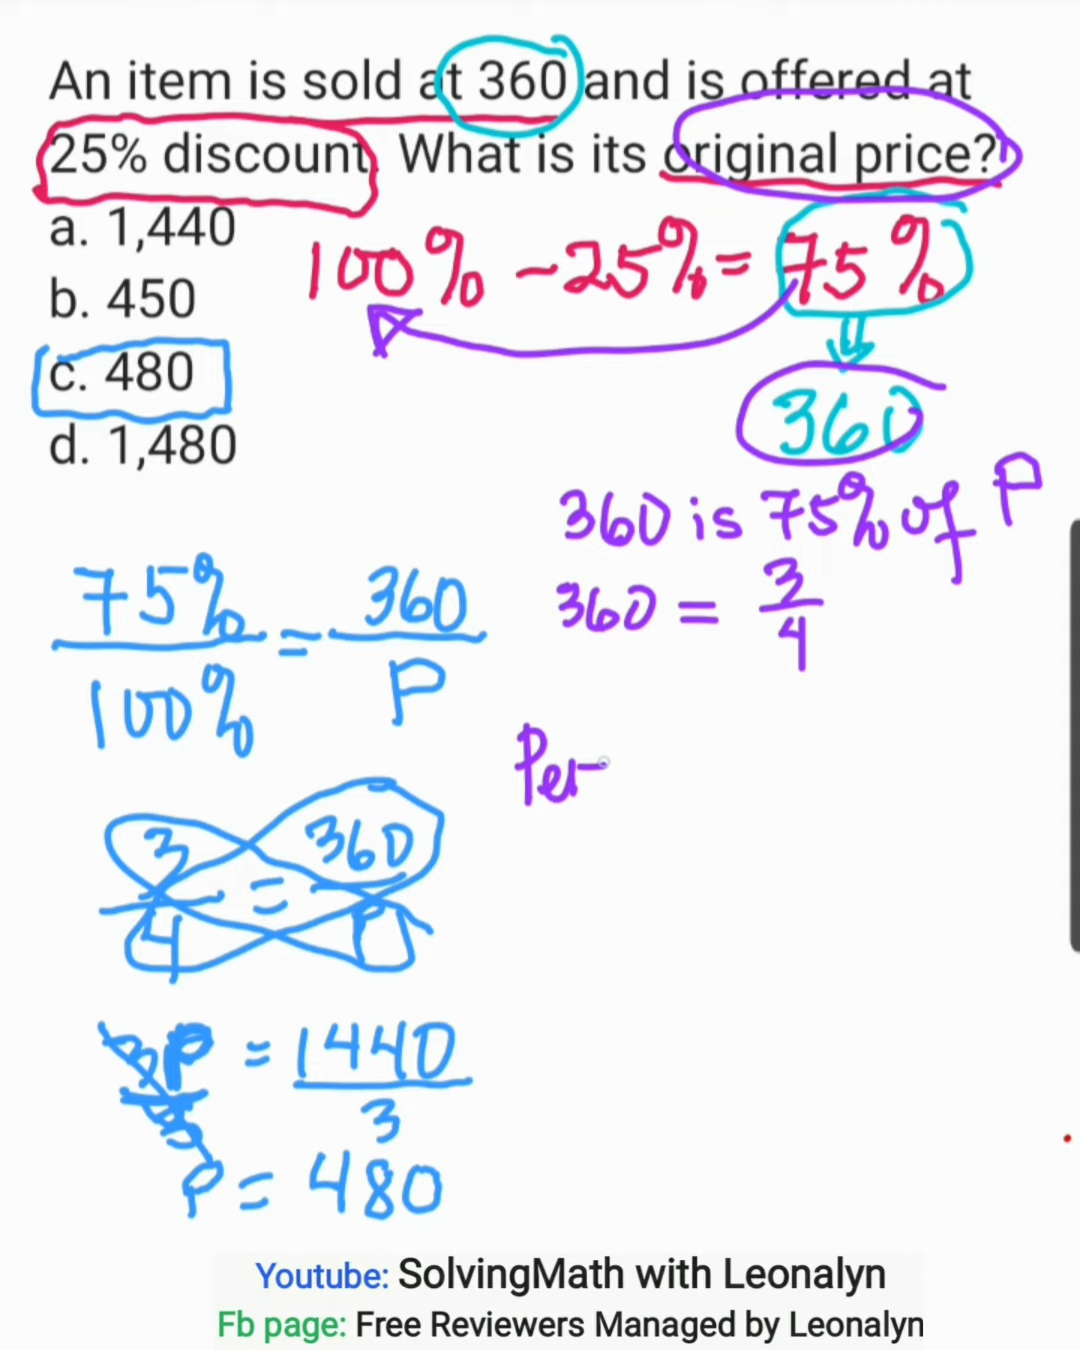 An item is sold at 360 and is offered at
25% discount. What is its original price?
a. 1,440
100% - 25% = 75%
b. 450
c. 480
360
d. 1,480
360 is 75% of P
360 = 3/4
75%/100% = 360/P
Per
3/4 = 360/P
3P/3 = 1440/3
P = 480
Youtube: SolvingMath with Leonalyn
Fb page: Free Reviewers Managed by Leonalyn